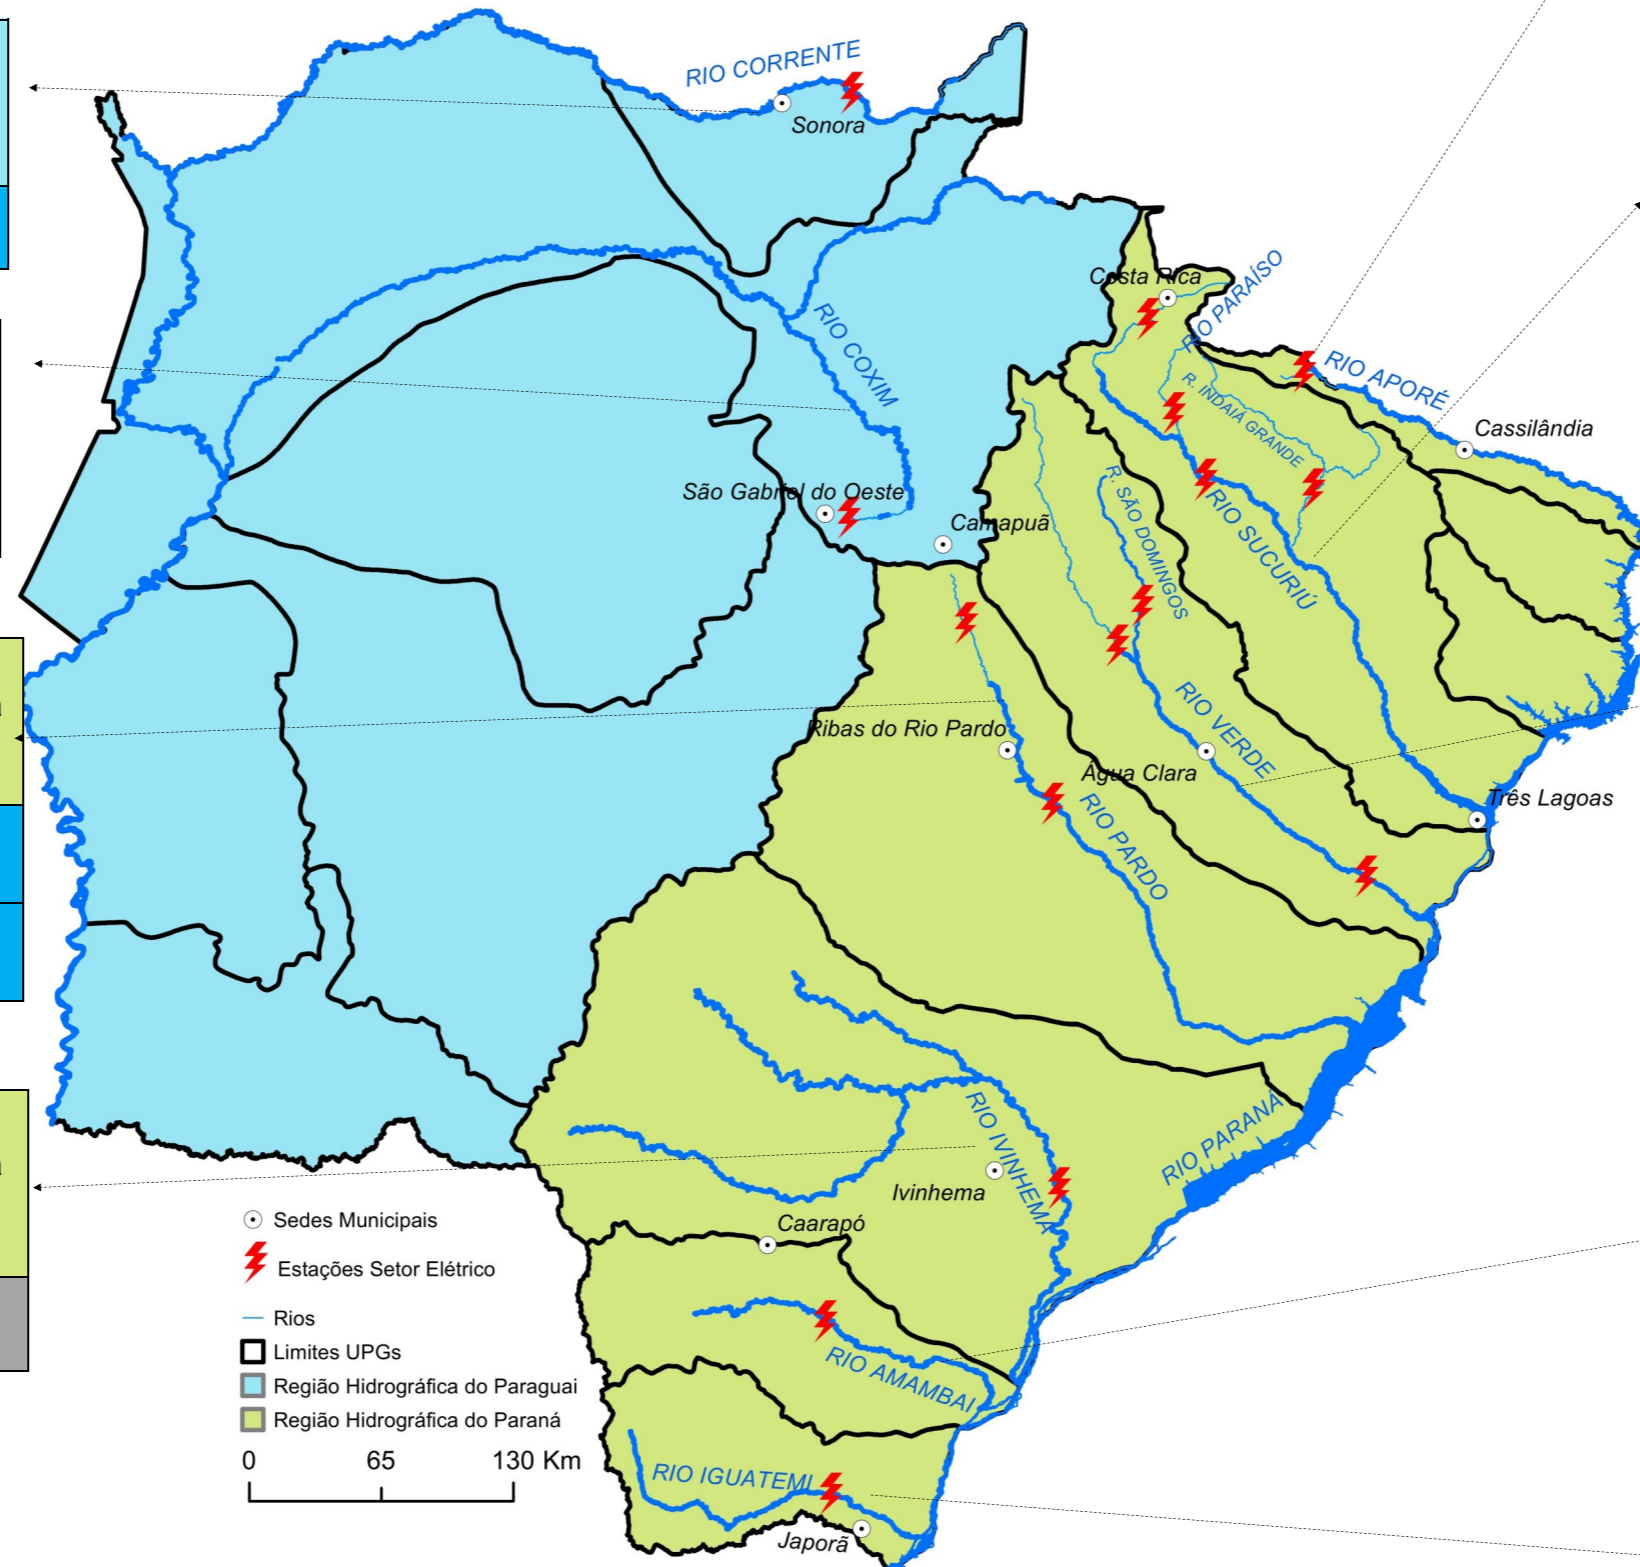 RIO CORRENTE
Sonora
Costa Rica
RIO PARAÍSO
RIO COXIM
RIO APORÉ
R. INDAIÁ GRANDE
Cassilândia
São Gabriel do Oeste
R. SÃO DOMINGOS
RIO SUCURIÚ
Camapuã
RIO VERDE
Ribas do Rio Pardo
Água Clara
Três Lagoas
RIO PARDO
RIO PARANÁ
RIO IVINHEMA
Ivinhema
Caarapó
Sedes Municipais
Estações Setor Elétrico
Rios
Limites UPGs
Região Hidrográfica do Paraguai
Região Hidrográfica do Paraná
0 65 130 Km
RIO AMAMBAI
RIO IGUATEMI
Japorã